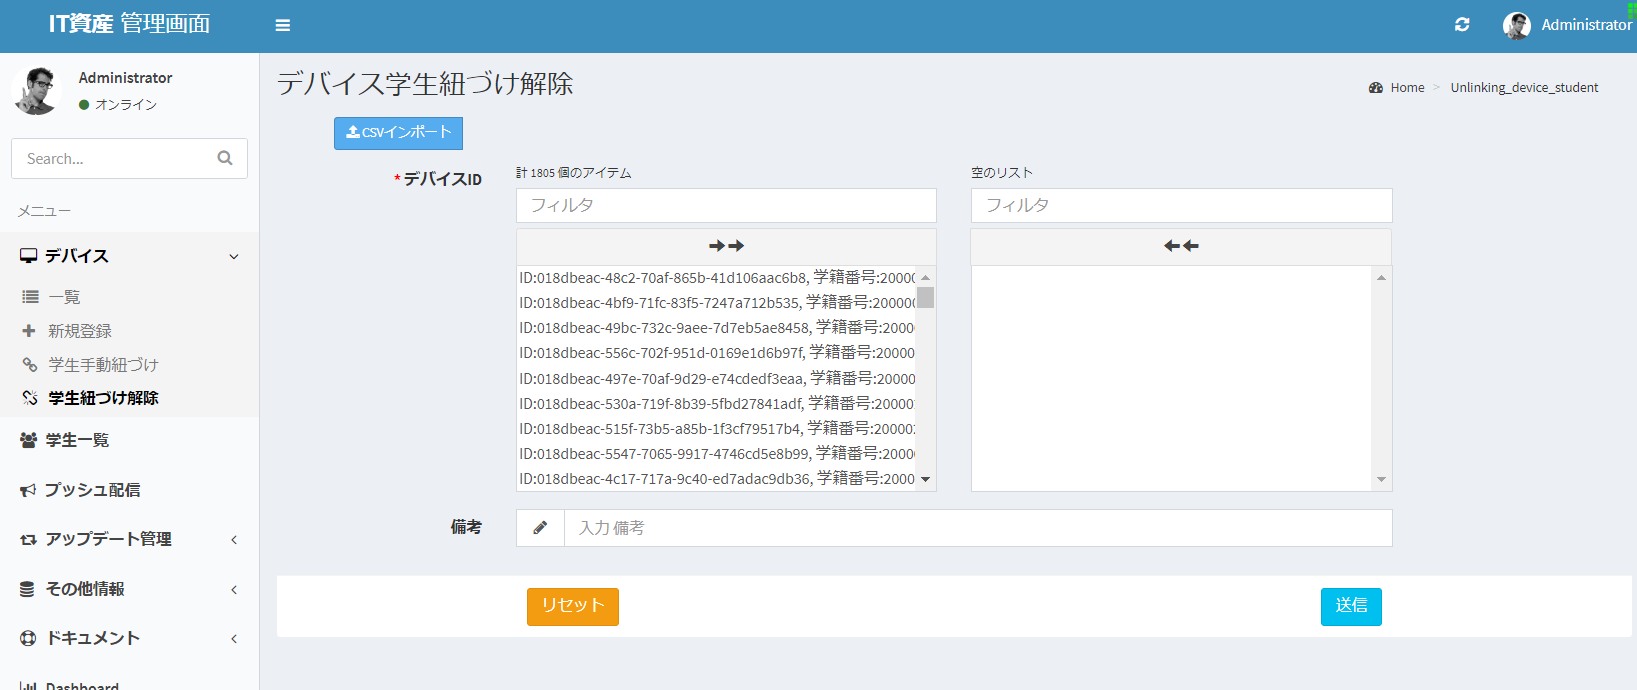 IT資産 管理画面
Administrator
Administrator
オンライン
Search...
メニュー
デバイス
一覧
新規登録
学生手動紐づけ
学生紐づけ解除
学生一覧
プッシュ配信
アップデート管理
その他情報
ドキュメント
Dashboard
デバイス学生紐づけ解除
Home > Unlinking_device_student
CSVインポート
*デバイスID
計 1805 個のアイテム
フィルタ
ID:018dbeac-48c2-70af-865b-41d106aac6b8, 学籍番号:20000
ID:018dbeac-4bf9-71fc-83f5-7247a712b535, 学籍番号:20000
ID:018dbeac-49bc-732c-9aee-7d7eb5ae8458, 学籍番号:2000
ID:018dbeac-556c-702f-951d-0169e1d6b97f, 学籍番号:20000
ID:018dbeac-497e-70af-9d29-e74cdedf3eaa, 学籍番号:20000
ID:018dbeac-530a-719f-8b39-5fbd27841adf, 学籍番号:20000
ID:018dbeac-515f-73b5-a85b-1f3cf79517b4, 学籍番号:20000
ID:018dbeac-5547-7065-9917-4746cd5e8b99, 学籍番号:2000
ID:018dbeac-4c17-717a-9c40-ed7adac9db36, 学籍番号:2000
空のリスト
フィルタ
備考
入力 備考
リセット
送信